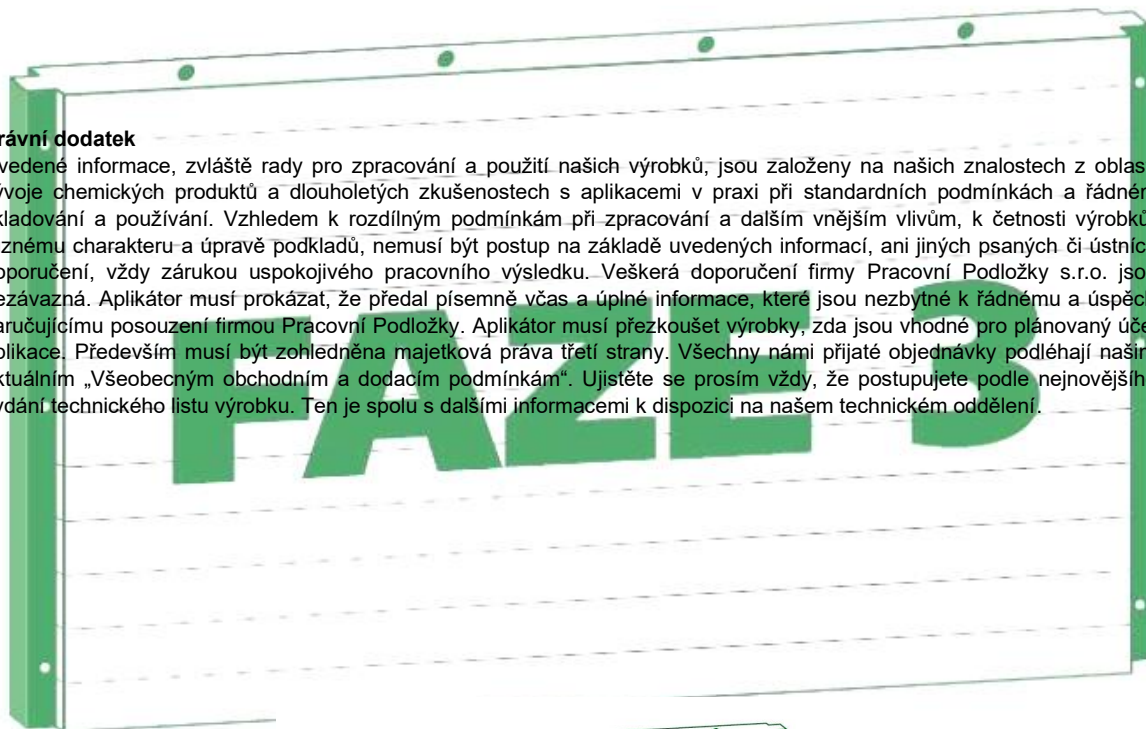 rávní dodatek
vedené informace, zvláště rady pro zpracování a použití našich výrobků, jsou založeny na našich znalostech z oblas
ývoje chemických produktů a dlouholetých zkušenostech s aplikacemi v praxi při standardních podmínkách a řádném
kladování a používání. Vzhledem k rozdílným podmínkám při zpracování a dalším vnějším vlivům, k četnosti výrobků
znému charakteru a úpravě podkladů, nemusí být postup na základě uvedených informací, ani jiných psaných či ústníc
oporučení, vždy zárukou uspokojivého pracovního výsledku. Veškerá doporučení firmy Pracovní Podložky s.r.o. jso
ezávazná. Aplikátor musí prokázat, že předal písemně včas a úplné informace, které jsou nezbytné k řádnému a úspěc
aručujícímu posouzení firmou Pracovní Podložky. Aplikátor musí přezkoušet výrobky, zda jsou vhodné pro plánovaný úče
plikace. Především musí být zohledněna majetková práva třetí strany. Všechny námi přijaté objednávky podléhají našim
ktuálním „Všeobecným obchodním a dodacím podmínkám“. Ujistěte se prosím vždy, že postupujete podle nejnovějšíh
ydání technického listu výrobku. Ten je spolu s dalšími informacemi k dispozici na našem technickém oddělení.
FAZE 3